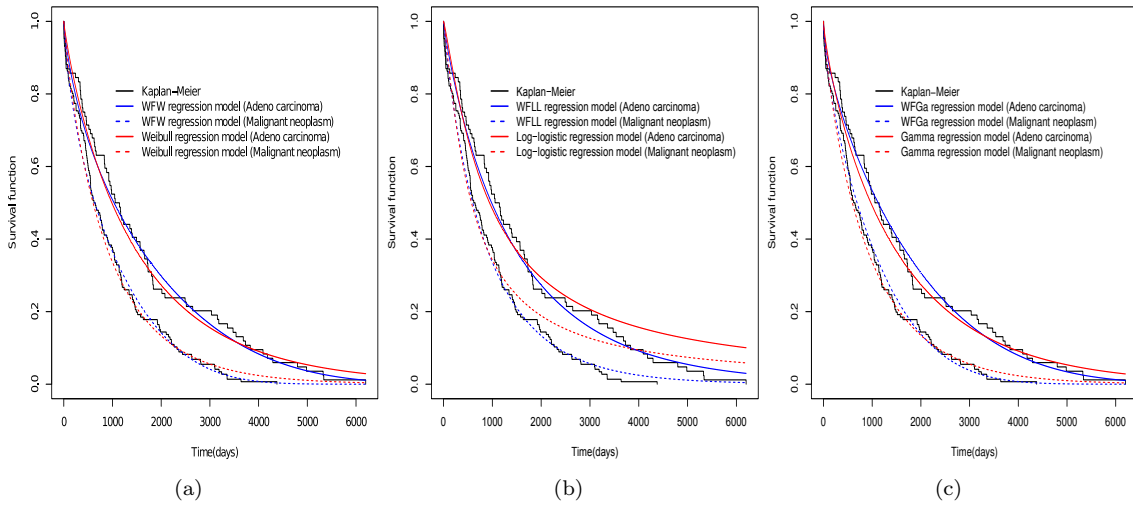 1.0
0.8
0.6
0.4
0.2
0.0
Survival function
Kaplan−Meier
WFW regression model (Adeno carcinoma)
WFW regression model (Malignant neoplasm)
Weibull regression model (Adeno carcinoma)
Weibull regression model (Malignant neoplasm)
0 1000 2000 3000 4000 5000 6000
Time(days)
(a)
1.0
0.8
0.6
0.4
0.2
0.0
Survival function
Kaplan−Meier
WFLL regression model (Adeno carcinoma)
WFLL regression model (Malignant neoplasm)
Log−logistic regression model (Adeno carcinoma)
Log−logistic regression model (Malignant neoplasm)
0 1000 2000 3000 4000 5000 6000
Time(days)
(b)
1.0
0.8
0.6
0.4
0.2
0.0
Survival function
Kaplan−Meier
WFGa regression model (Adeno carcinoma)
WFGa regression model (Malignant neoplasm)
Gamma regression model (Adeno carcinoma)
Gamma regression model (Malignant neoplasm)
0 1000 2000 3000 4000 5000 6000
Time(days)
(c)